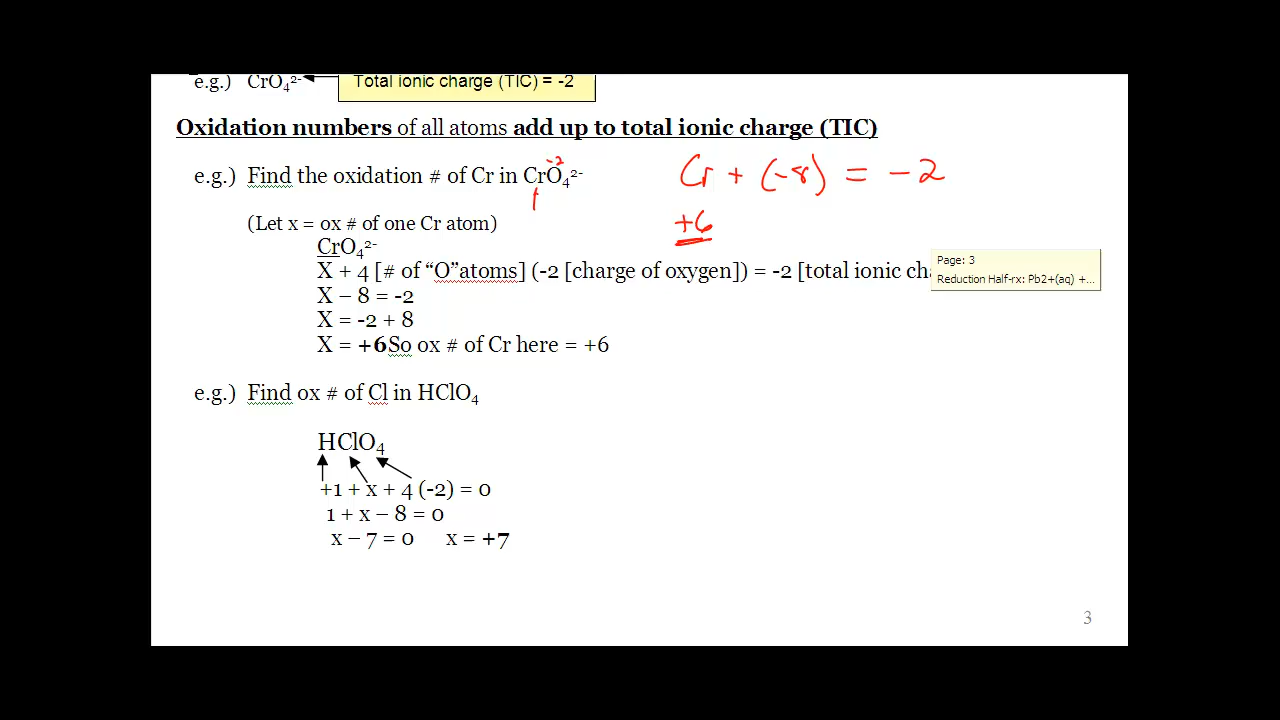 e.g.) CrO₄²⁻ Total ionic charge (TIC) = -2
Oxidation numbers of all atoms add up to total ionic charge (TIC)
-2
e.g.) Find the oxidation # of Cr in CrO₄²⁻
Cr + (-8) = -2
+6
(Let x = ox # of one Cr atom)
CrO₄²⁻
X + 4 [# of “O”atoms] (-2 [charge of oxygen]) = -2 [total ionic cha
Page: 3
Reduction Half-rx: Pb2+(aq) +...
X – 8 = -2
X = -2 + 8
X = +6So ox # of Cr here = +6
e.g.) Find ox # of Cl in HClO₄
HClO₄
+1 + x + 4 (-2) = 0
1 + x – 8 = 0
x – 7 = 0 x = +7
3